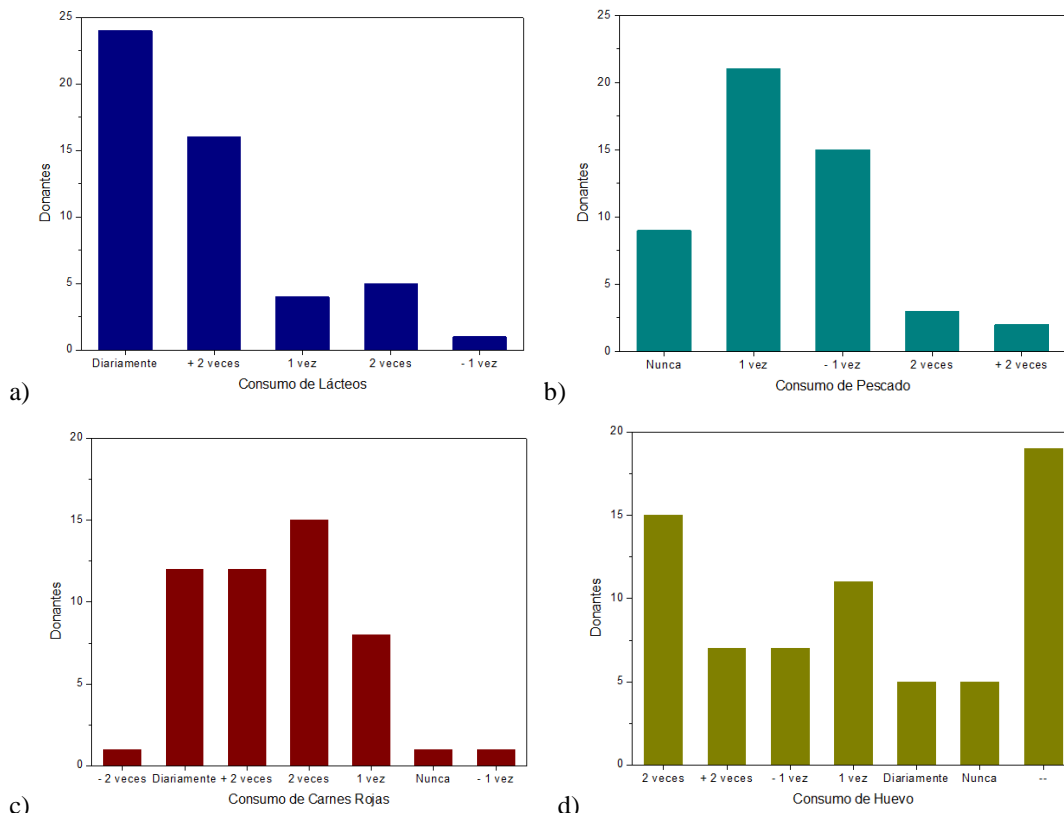 25
20
15
10
5
0
Donantes
Diariamente + 2 veces 1 vez 2 veces - 1 vez
Consumo de Lácteos
a)
25
20
15
10
5
0
Donantes
Nunca 1 vez - 1 vez 2 veces + 2 veces
Consumo de Pescado
b)
20
15
10
5
0
Donantes
- 2 veces Diariamente + 2 veces 2 veces 1 vez Nunca - 1 vez
Consumo de Carnes Rojas
c)
20
15
10
5
0
Donantes
2 veces + 2 veces - 1 vez 1 vez Diariamente Nunca --
Consumo de Huevo
d)